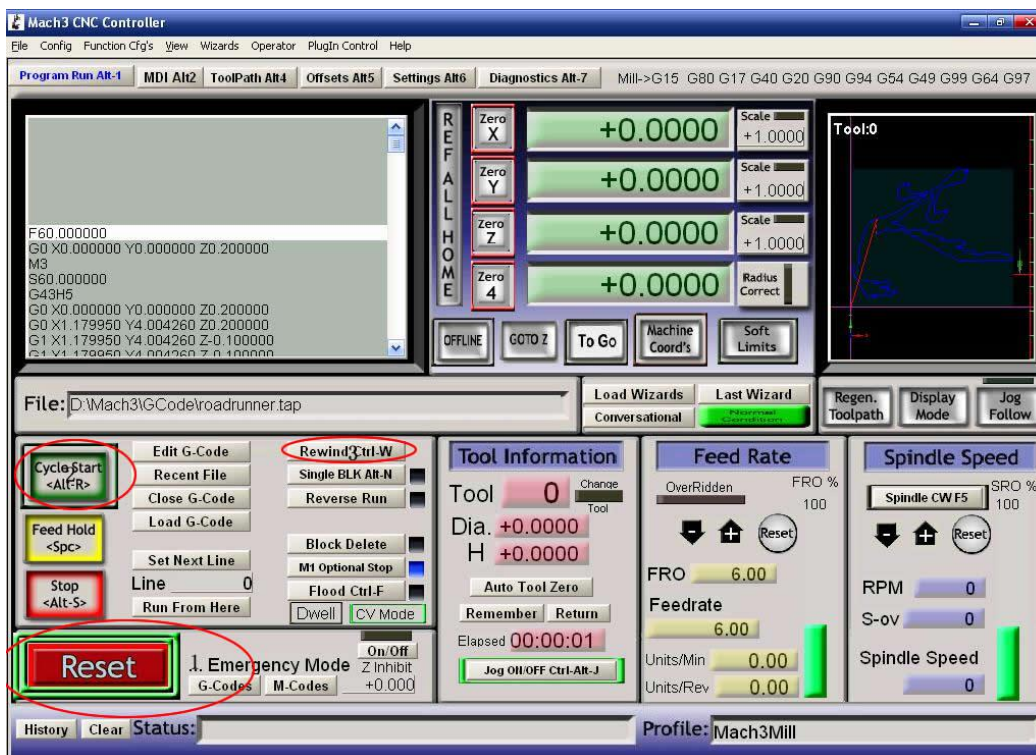 Mach3 CNC Controller
File Config Function Cfg's View Wizards Operator PlugIn Control Help
Program Run Alt-1 MDI Alt2 ToolPath Alt4 Offsets Alt5 Settings Alt6 Diagnostics Alt-7 Mill->G15 G80 G17 G40 G20 G90 G94 G54 G49 G99 G64 G97
F60.000000
G0 X0.000000 Y0.000000 Z0.200000
M3
S60.000000
G43H5
G0 X0.000000 Y0.000000 Z0.200000
G0 X1.179950 Y4.004260 Z0.200000
G1 X1.179950 Y4.004260 Z-0.100000
G1 X1.179950 Y4.004260 Z-0.100000
REF ALL HOME
Zero X +0.0000 Scale +1.0000
Zero Y +0.0000 Scale +1.0000
Zero Z +0.0000 Scale +1.0000
Zero 4 +0.0000 Radius Correct
OFFLINE GOTO Z To Go Machine Coord's Soft Limits
Tool:0
File: D:\Mach3\GCode\roadrunner.tap
Load Wizards Last Wizard
Conversational Normal Condition
Regen. Toolpath Display Mode Jog Follow
Cycle Start <Alt-R>
2
Feed Hold <Spc>
Stop <Alt-S>
Edit G-Code
Recent File
Close G-Code
Load G-Code
Set Next Line
Line 0
Run From Here
Rewind Ctrl-W
3
Single BLK Alt-N
Reverse Run
Block Delete
M1 Optional Stop
Flood Ctrl-F
Dwell CV Mode
Reset
1. Emergency Mode
G-Codes M-Codes
On/Off
Z Inhibit
+0.000
Tool Information
Tool 0 Change Tool
Dia. +0.0000
H +0.0000
Auto Tool Zero
Remember Return
Elapsed 00:00:01
Jog ON/OFF Ctrl-Alt-J
Feed Rate
OverRidden FRO %
100
Reset
FRO 6.00
Feedrate
6.00
Units/Min 0.00
Units/Rev 0.00
Spindle Speed
Spindle CW F5 SRO %
100
Reset
RPM 0
S-ov 0
Spindle Speed
0
History Clear Status: Profile: Mach3Mill